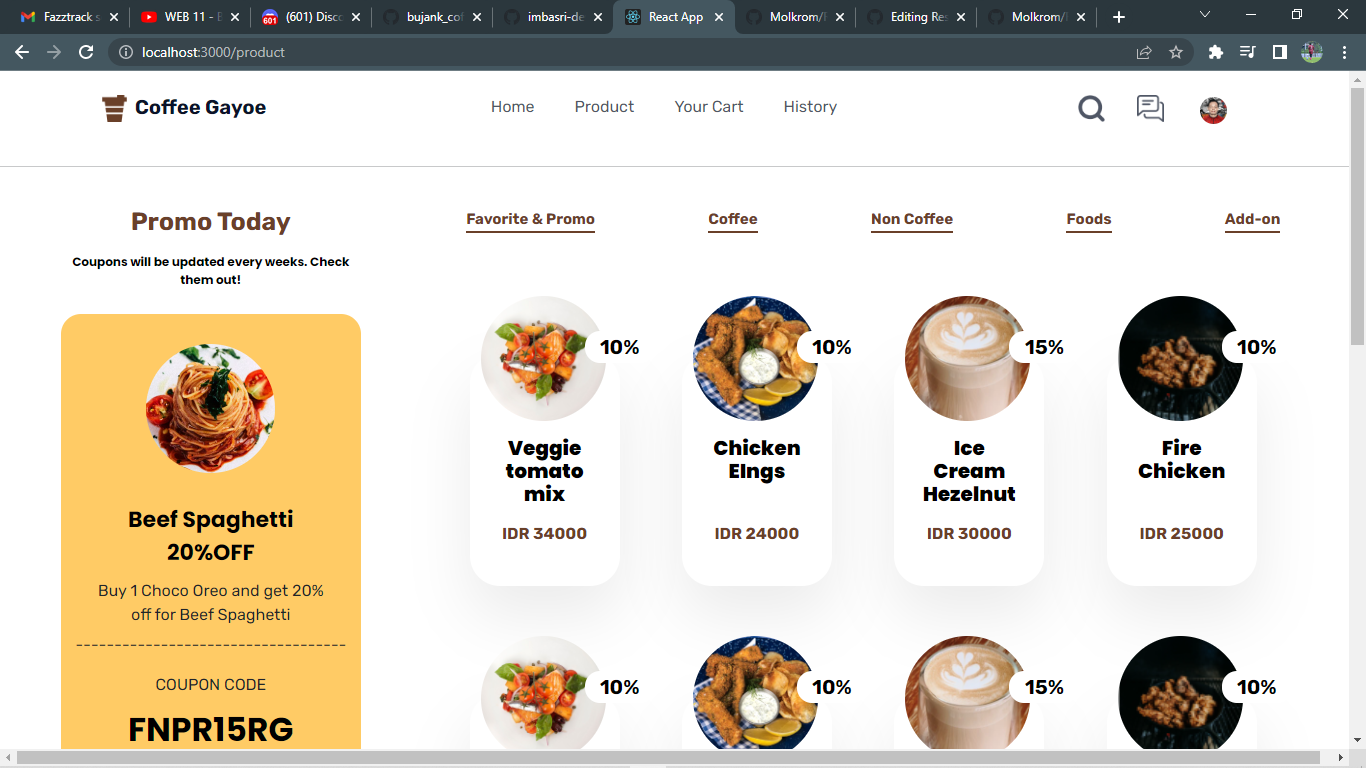 Fazztrack s
WEB 11 - B
601
(601) Disco
bujank_cof
imbasri-de
React App
Molkrom/
Editing Res
Molkrom/
localhost:3000/product
Coffee Gayoe
Home
Product
Your Cart
History
Promo Today
Coupons will be updated every weeks. Check
them out!
Beef Spaghetti
20%OFF
Buy 1 Choco Oreo and get 20%
off for Beef Spaghetti
----------------------------------
COUPON CODE
FNPR15RG
Favorite & Promo
Coffee
Non Coffee
Foods
Add-on
10%
Veggie
tomato
mix
IDR 34000
10%
Chicken
EIngs
IDR 24000
15%
Ice
Cream
Hezelnut
IDR 30000
10%
Fire
Chicken
IDR 25000
10%
10%
15%
10%